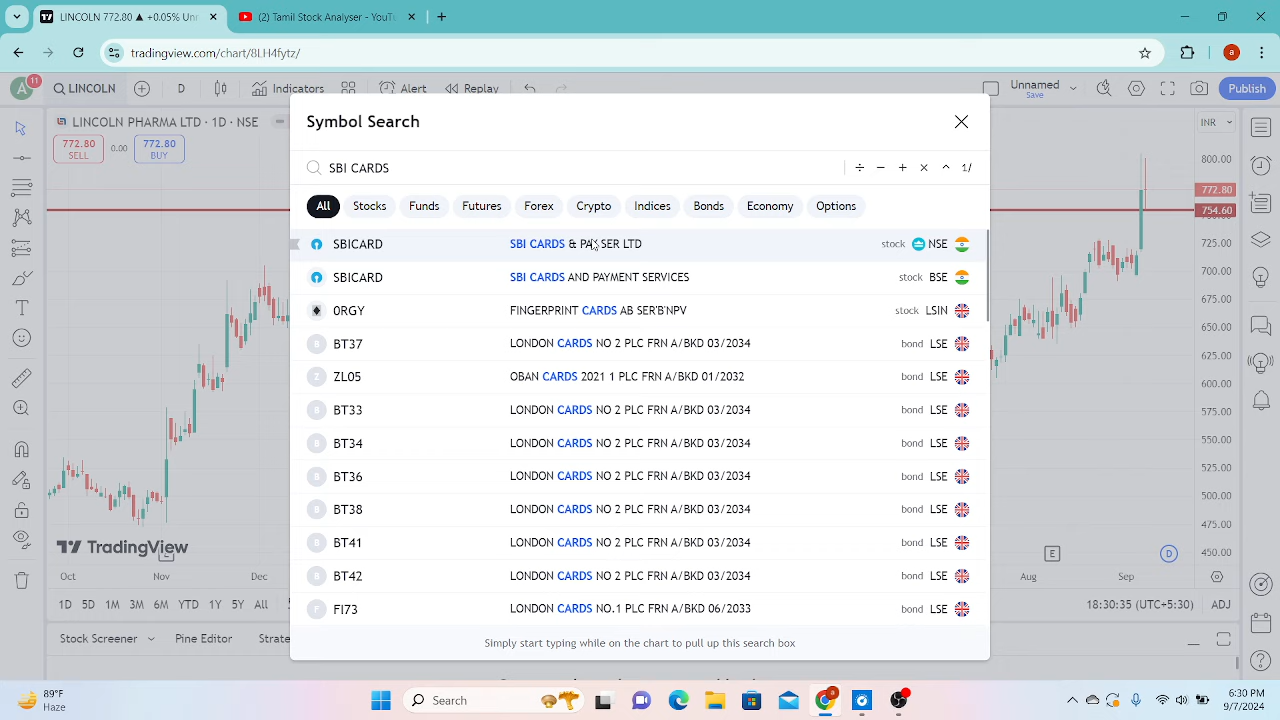 LINCOLN 772.80 ▲ +7.8
(2) Tamisar - YouTube
tradingview.com/chart/8LH4fytz/
11
LINCOLN D Indicators Alert Replay Unnamed Save Publish
LINCOLN PHARMA LTD · 1D · NSE
772.80 SELL 0.00 772.80 BUY
INR
Symbol Search
SBI CARDS 1/
All Stocks Funds Futures Forex Crypto Indices Bonds Economy Options
SBICARD SBI CARDS & PAY SER LTD stock NSE
SBICARD SBI CARDS AND PAYMENT SERVICES stock BSE
0RGY FINGERPRINT CARDS AB SER'B'NPV stock LSIN
BT37 LONDON CARDS NO 2 PLC FRN A/BKD 03/2034 bond LSE
ZL05 OBAN CARDS 2021 1 PLC FRN A/BKD 01/2032 bond LSE
BT33 LONDON CARDS NO 2 PLC FRN A/BKD 03/2034 bond LSE
BT34 LONDON CARDS NO 2 PLC FRN A/BKD 03/2034 bond LSE
BT36 LONDON CARDS NO 2 PLC FRN A/BKD 03/2034 bond LSE
BT38 LONDON CARDS NO 2 PLC FRN A/BKD 03/2034 bond LSE
BT41 LONDON CARDS NO 2 PLC FRN A/BKD 03/2034 bond LSE
BT42 LONDON CARDS NO 2 PLC FRN A/BKD 03/2034 bond LSE
FI73 LONDON CARDS NO.1 PLC FRN A/BKD 06/2033 bond LSE
Simply start typing while on the chart to pull up this search box
800.00
772.80
754.60
725.00
700.00
675.00
650.00
625.00
600.00
575.00
550.00
525.00
500.00
475.00
450.00
TradingView
E D
Oct Nov Dec Aug Sep
1D 5D 1M 3M 6M YTD 1Y 5Y All 18:30:35 (UTC+5:30) ADJ
Stock Screener Pine Editor
89°F
Haze
Search
6:30 PM
9/7/2024